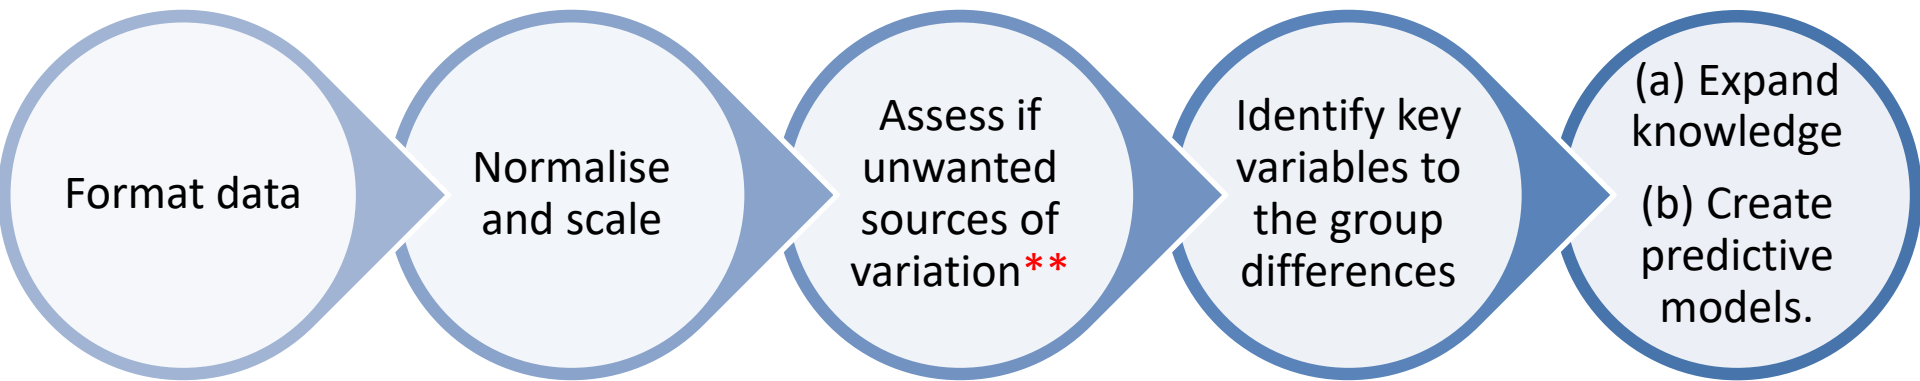 Format data
Normalise
and scale
Assess if
unwanted
sources of
variation**
Identify key
variables to
the group
differences
(a) Expand
knowledge
(b) Create
predictive
models.